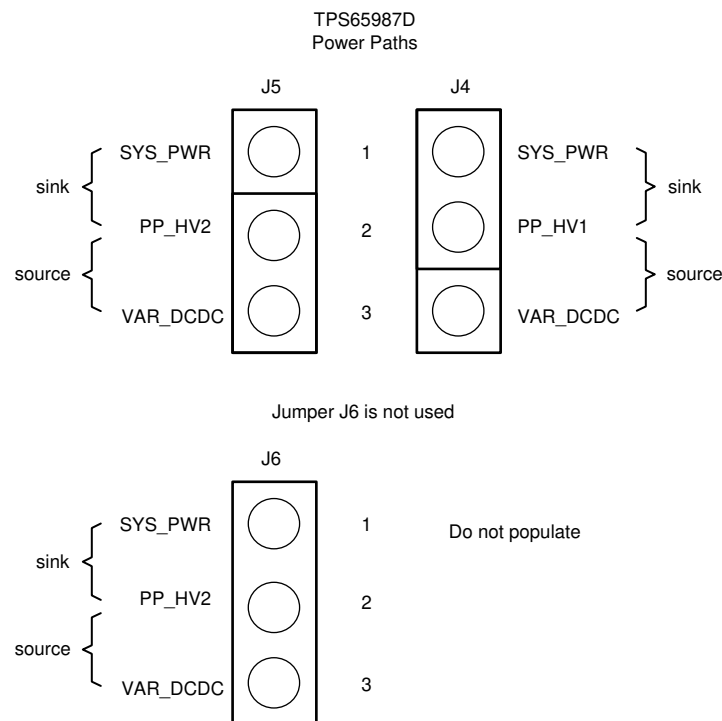 TPS65987D
Power Paths
J5
J4
SYS_PWR
1
SYS_PWR
sink
sink
PP_HV2
2
PP_HV1
source
source
VAR_DCDC
3
VAR_DCDC
Jumper J6 is not used
J6
SYS_PWR
1
Do not populate
sink
PP_HV2
2
source
VAR_DCDC
3